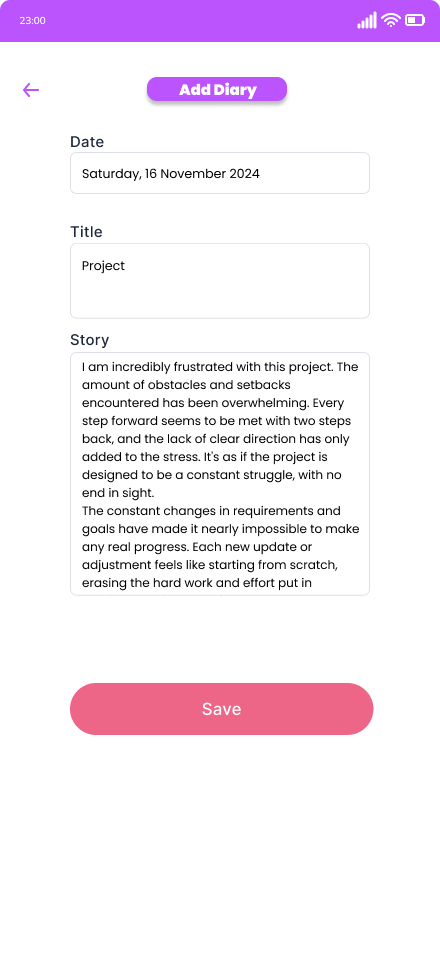 23:00
Add Diary
Date
Saturday, 16 November 2024
Title
Project
Story
I am incredibly frustrated with this project. The
amount of obstacles and setbacks
encountered has been overwhelming. Every
step forward seems to be met with two steps
back, and the lack of clear direction has only
added to the stress. It's as if the project is
designed to be a constant struggle, with no
end in sight.
The constant changes in requirements and
goals have made it nearly impossible to make
any real progress. Each new update or
adjustment feels like starting from scratch,
erasing the hard work and effort put in
Save